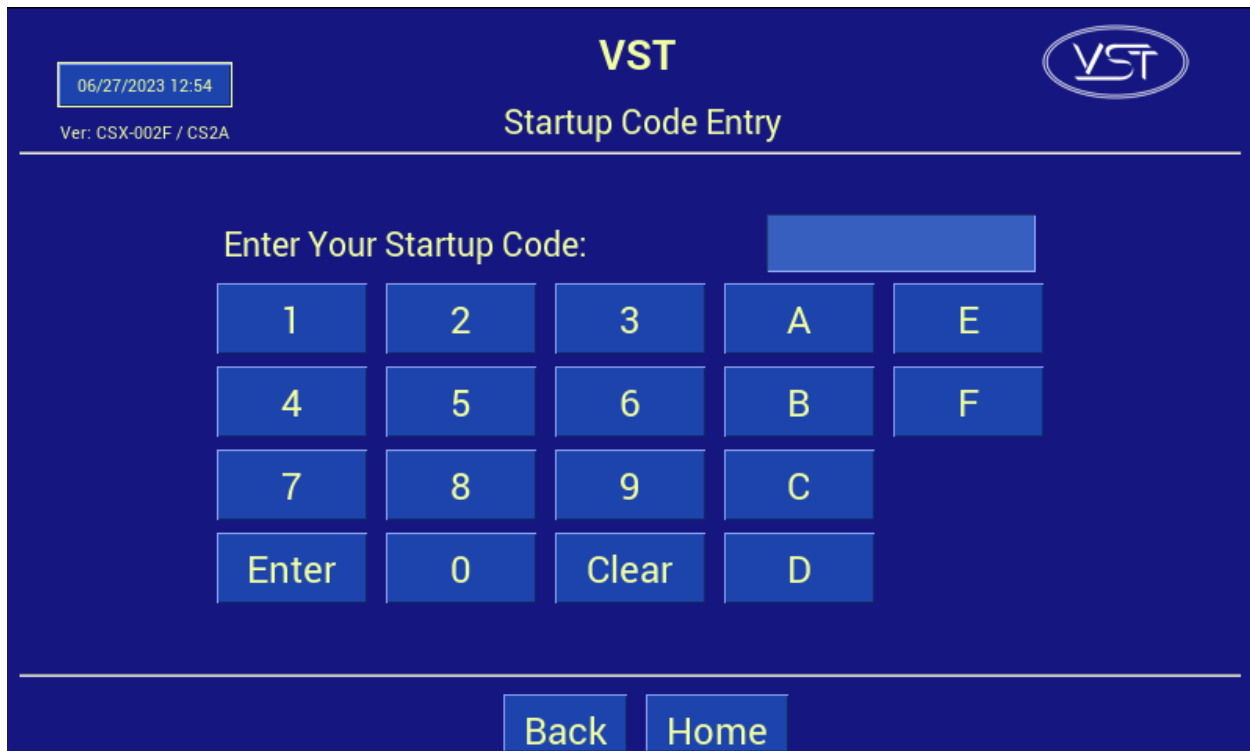 VST
VST
06/27/2023 12:54
Ver: CSX-002F / CS2A
Startup Code Entry
Enter Your Startup Code:
1 2 3 A E
4 5 6 B F
7 8 9 C
Enter 0 Clear D
Back Home